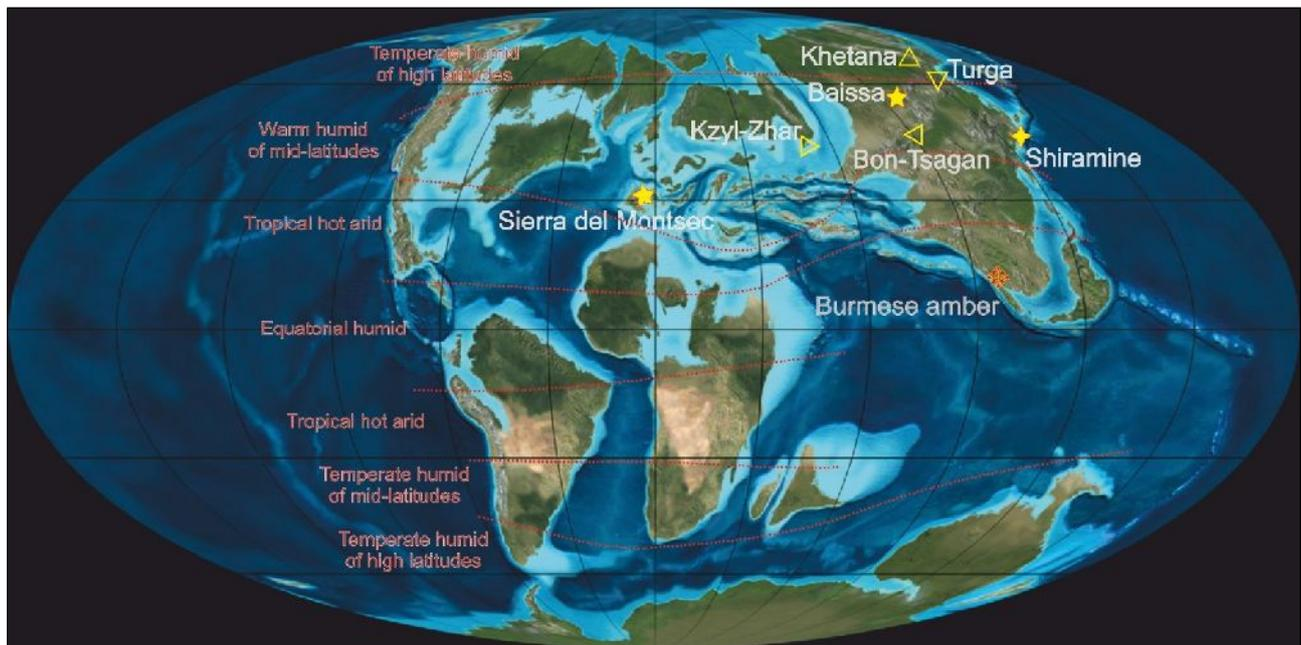 Temperate humid
of high latitudes
Khetana
Turga
Baissa
Warm humid
of mid-latitudes
Kzyl-Zhar
Bon-Tsagan
Shiramine
Tropical hot arid
Sierra del Montsec
Burmese amber
Equatorial humid
Tropical hot arid
Temperate humid
of mid-latitudes
Temperate humid
of high latitudes